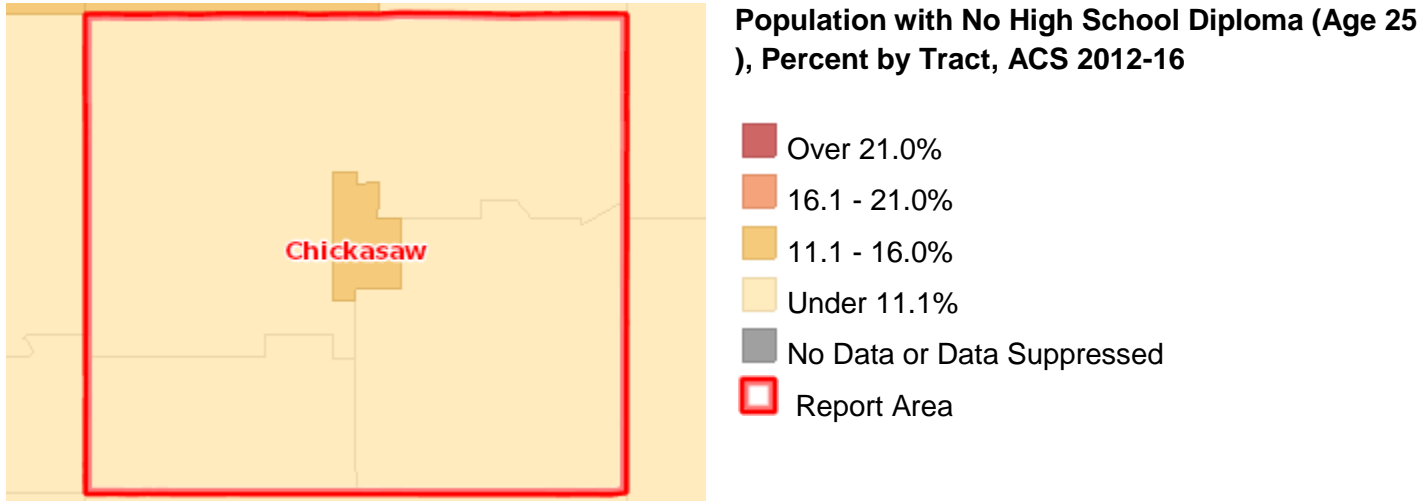 Population with No High School Diploma (Age 25
), Percent by Tract, ACS 2012-16
Over 21.0%
16.1 - 21.0%
11.1 - 16.0%
Under 11.1%
No Data or Data Suppressed
Report Area
Chickasaw